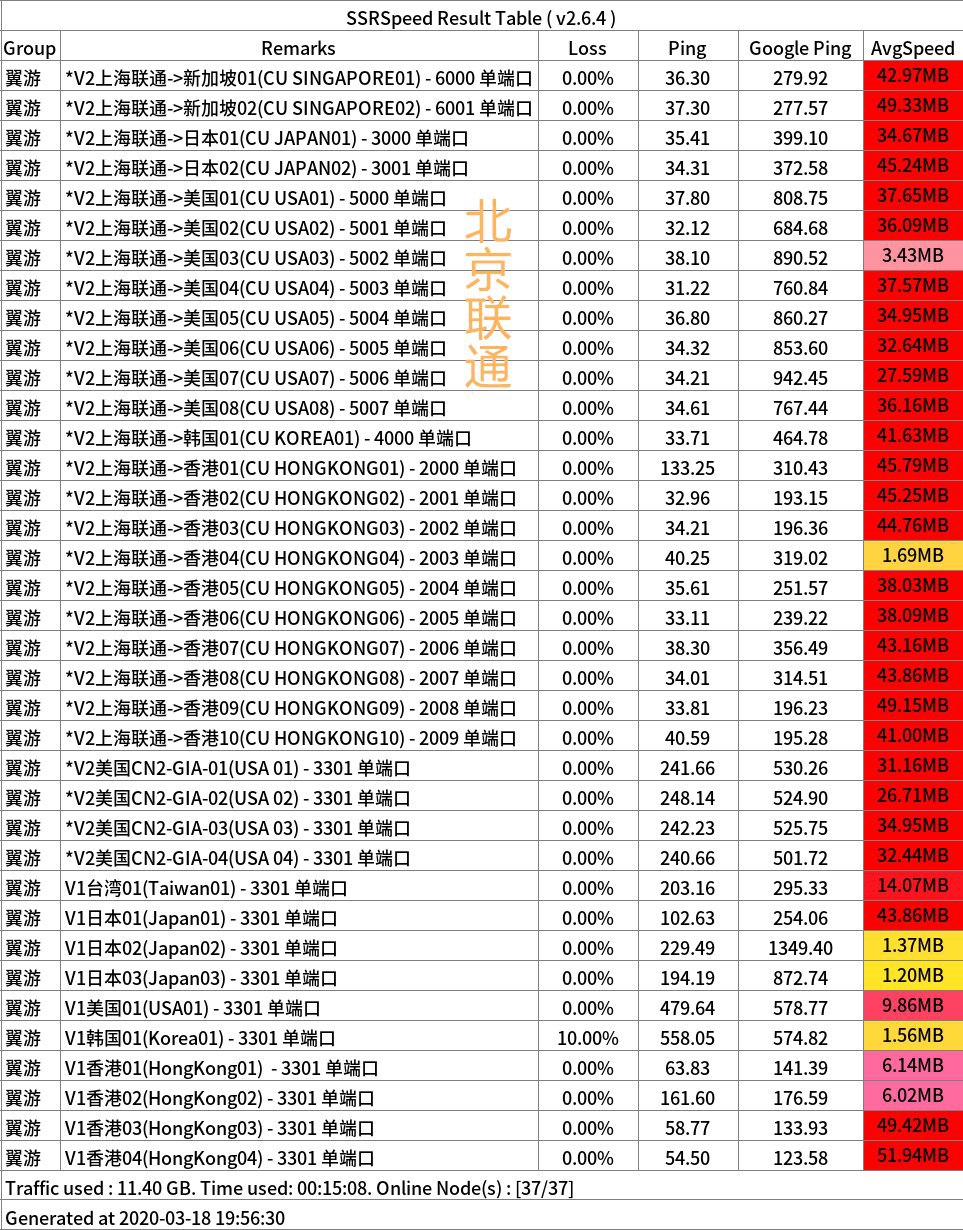 SSRSpeed Result Table ( v2.6.4 )
Group Remarks Loss Ping Google Ping AvgSpeed
翼游 *V2上海联通->新加坡01(CU SINGAPORE01) - 6000 单端口 0.00% 36.30 279.92 42.97MB
翼游 *V2上海联通->新加坡02(CU SINGAPORE02) - 6001 单端口 0.00% 37.30 277.57 49.33MB
翼游 *V2上海联通->日本01(CU JAPAN01) - 3000 单端口 0.00% 35.41 399.10 34.67MB
翼游 *V2上海联通->日本02(CU JAPAN02) - 3001 单端口 0.00% 34.31 372.58 45.24MB
翼游 *V2上海联通->美国01(CU USA01) - 5000 单端口 0.00% 37.80 808.75 37.65MB
翼游 *V2上海联通->美国02(CU USA02) - 5001 单端口 0.00% 32.12 684.68 36.09MB
翼游 *V2上海联通->美国03(CU USA03) - 5002 单端口 0.00% 38.10 890.52 3.43MB
翼游 *V2上海联通->美国04(CU USA04) - 5003 单端口 0.00% 31.22 760.84 37.57MB
翼游 *V2上海联通->美国05(CU USA05) - 5004 单端口 0.00% 36.80 860.27 34.95MB
翼游 *V2上海联通->美国06(CU USA06) - 5005 单端口 0.00% 34.32 853.60 32.64MB
翼游 *V2上海联通->美国07(CU USA07) - 5006 单端口 0.00% 34.21 942.45 27.59MB
翼游 *V2上海联通->美国08(CU USA08) - 5007 单端口 0.00% 34.61 767.44 36.16MB
翼游 *V2上海联通->韩国01(CU KOREA01) - 4000 单端口 0.00% 33.71 464.78 41.63MB
翼游 *V2上海联通->香港01(CU HONGKONG01) - 2000 单端口 0.00% 133.25 310.43 45.79MB
翼游 *V2上海联通->香港02(CU HONGKONG02) - 2001 单端口 0.00% 32.96 193.15 45.25MB
翼游 *V2上海联通->香港03(CU HONGKONG03) - 2002 单端口 0.00% 34.21 196.36 44.76MB
翼游 *V2上海联通->香港04(CU HONGKONG04) - 2003 单端口 0.00% 40.25 319.02 1.69MB
翼游 *V2上海联通->香港05(CU HONGKONG05) - 2004 单端口 0.00% 35.61 251.57 38.03MB
翼游 *V2上海联通->香港06(CU HONGKONG06) - 2005 单端口 0.00% 33.11 239.22 38.09MB
翼游 *V2上海联通->香港07(CU HONGKONG07) - 2006 单端口 0.00% 38.30 356.49 43.16MB
翼游 *V2上海联通->香港08(CU HONGKONG08) - 2007 单端口 0.00% 34.01 314.51 43.86MB
翼游 *V2上海联通->香港09(CU HONGKONG09) - 2008 单端口 0.00% 33.81 196.23 49.15MB
翼游 *V2上海联通->香港10(CU HONGKONG10) - 2009 单端口 0.00% 40.59 195.28 41.00MB
翼游 *V2美国CN2-GIA-01(USA 01) - 3301 单端口 0.00% 241.66 530.26 31.16MB
翼游 *V2美国CN2-GIA-02(USA 02) - 3301 单端口 0.00% 248.14 524.90 26.71MB
翼游 *V2美国CN2-GIA-03(USA 03) - 3301 单端口 0.00% 242.23 525.75 34.95MB
翼游 *V2美国CN2-GIA-04(USA 04) - 3301 单端口 0.00% 240.66 501.72 32.44MB
翼游 V1台湾01(Taiwan01) - 3301 单端口 0.00% 203.16 295.33 14.07MB
翼游 V1日本01(Japan01) - 3301 单端口 0.00% 102.63 254.06 43.86MB
翼游 V1日本02(Japan02) - 3301 单端口 0.00% 229.49 1349.40 1.37MB
翼游 V1日本03(Japan03) - 3301 单端口 0.00% 194.19 872.74 1.20MB
翼游 V1美国01(USA01) - 3301 单端口 0.00% 479.64 578.77 9.86MB
翼游 V1韩国01(Korea01) - 3301 单端口 10.00% 558.05 574.82 1.56MB
翼游 V1香港01(HongKong01) - 3301 单端口 0.00% 63.83 141.39 6.14MB
翼游 V1香港02(HongKong02) - 3301 单端口 0.00% 161.60 176.59 6.02MB
翼游 V1香港03(HongKong03) - 3301 单端口 0.00% 58.77 133.93 49.42MB
翼游 V1香港04(HongKong04) - 3301 单端口 0.00% 54.50 123.58 51.94MB
Traffic used : 11.40 GB. Time used: 00:15:08. Online Node(s) : [37/37]
Generated at 2020-03-18 19:56:30
北京联通